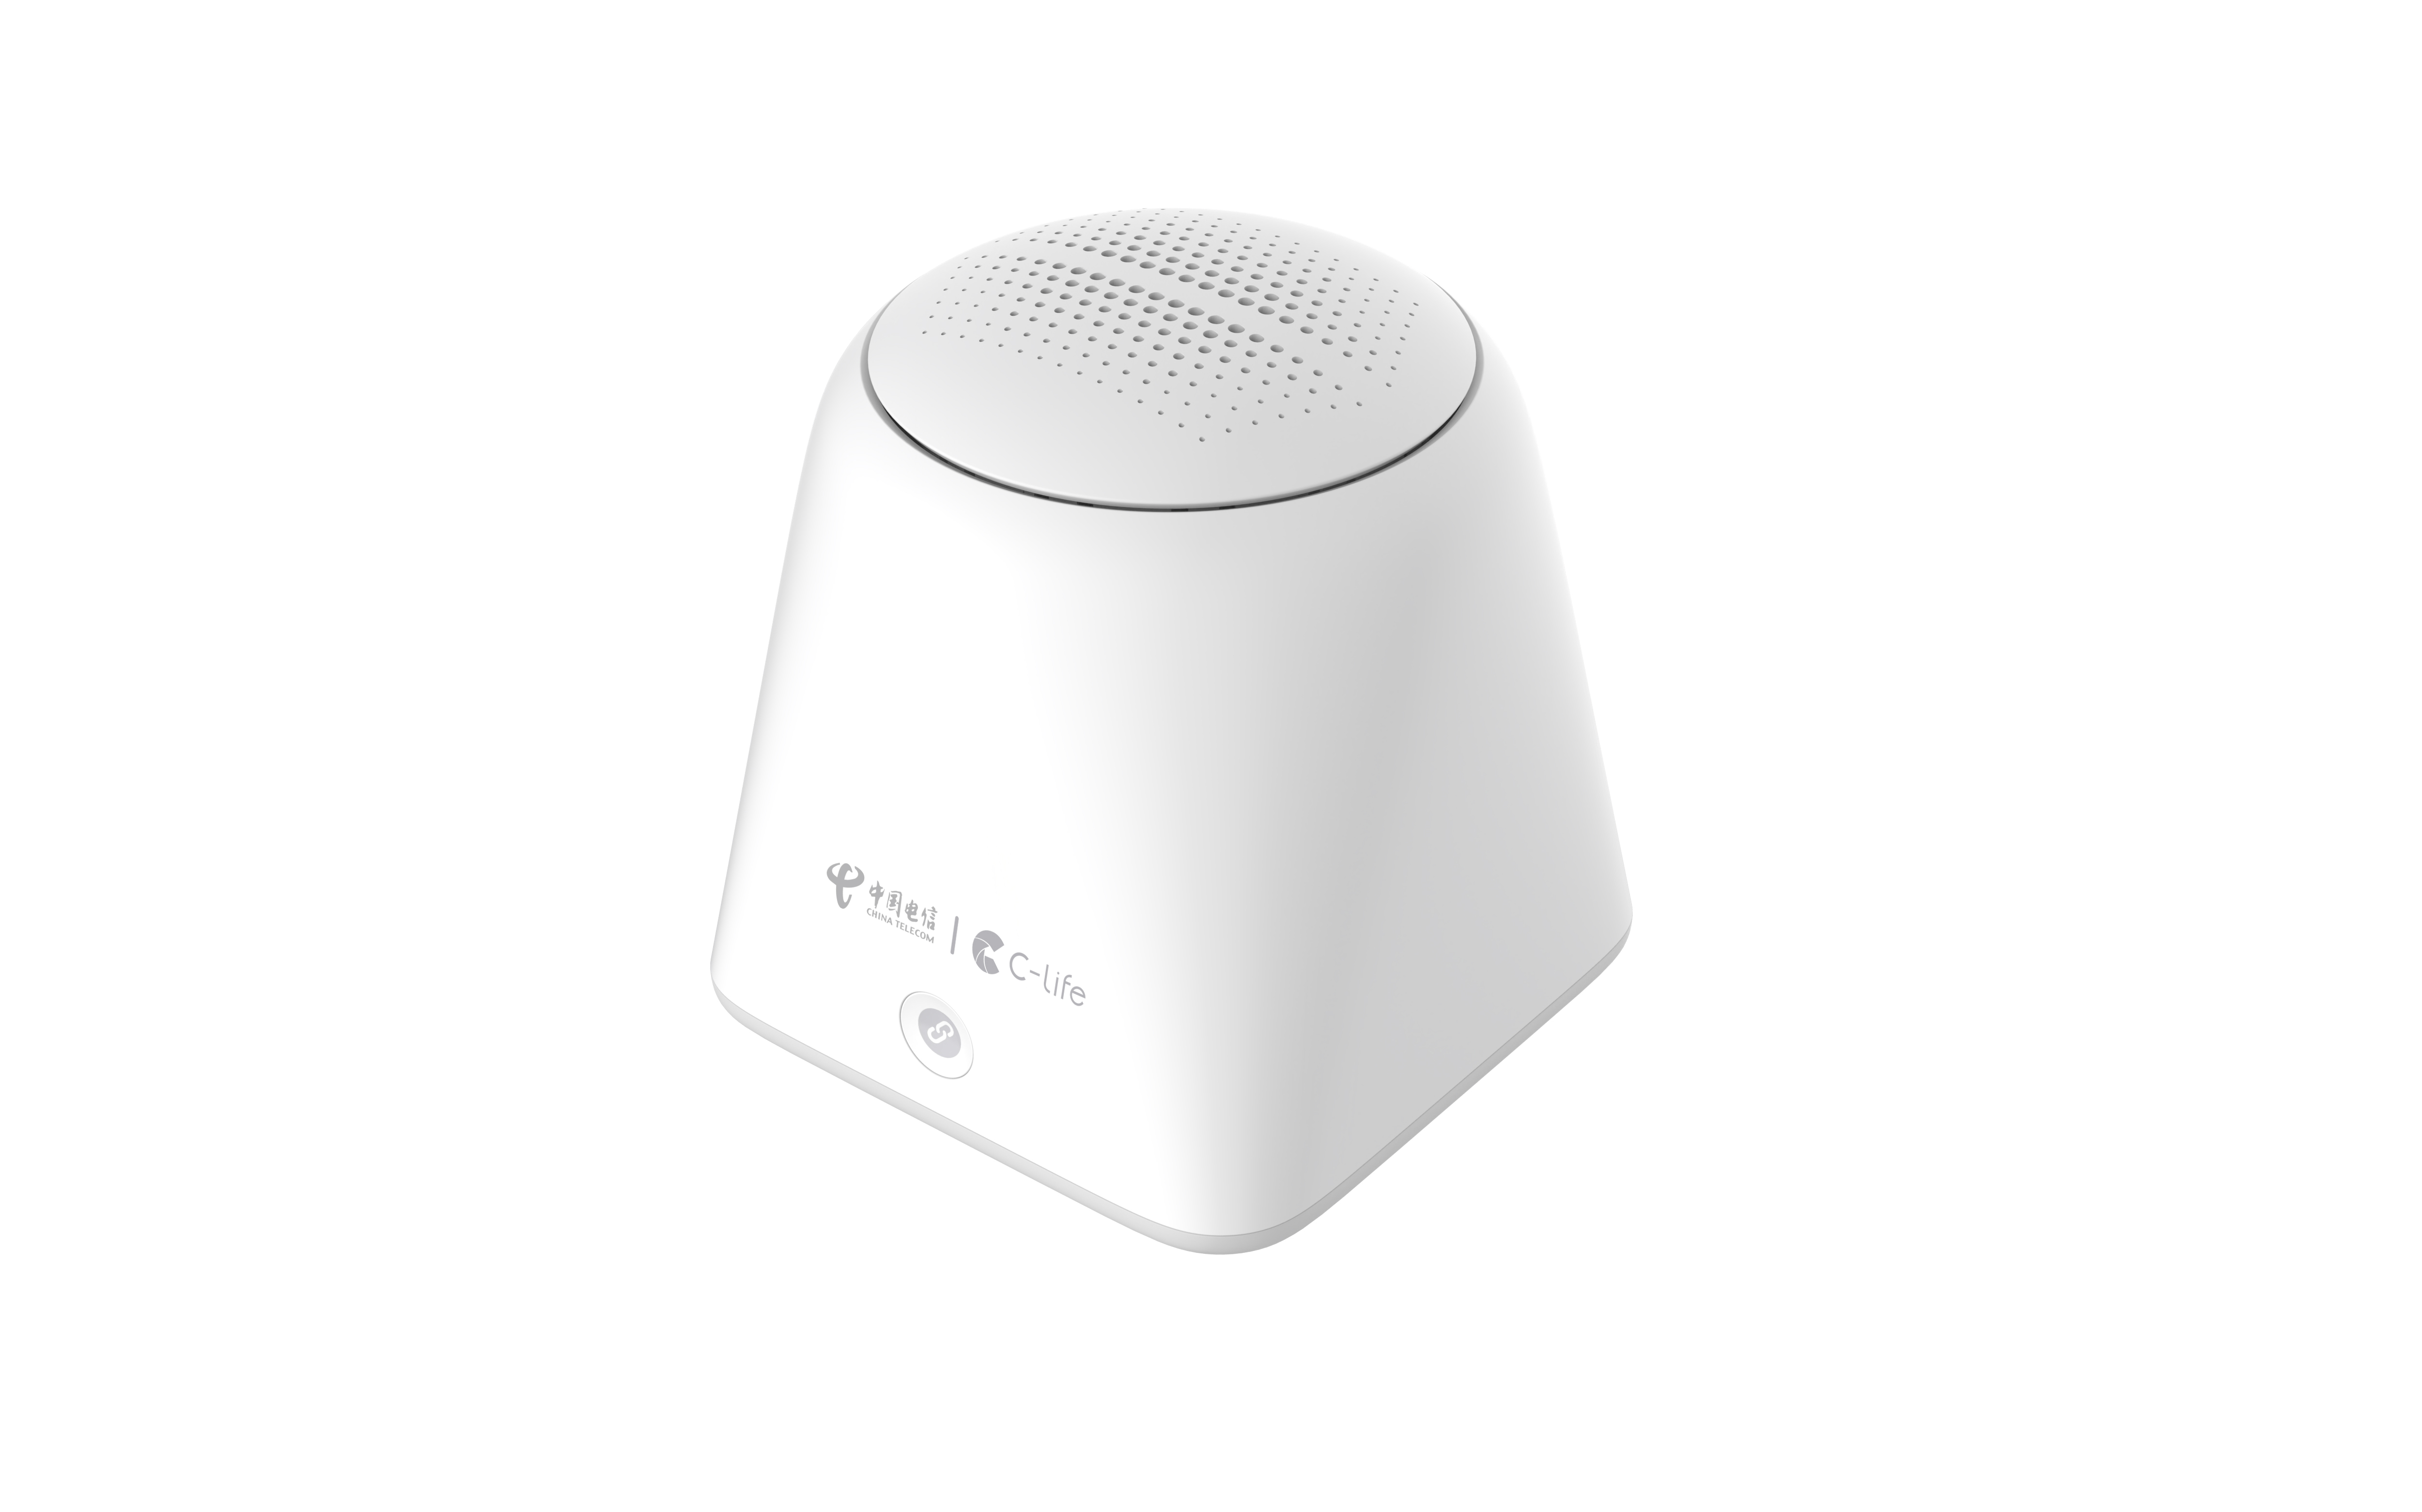 中国电信
CHINA TELECOM
C-Life